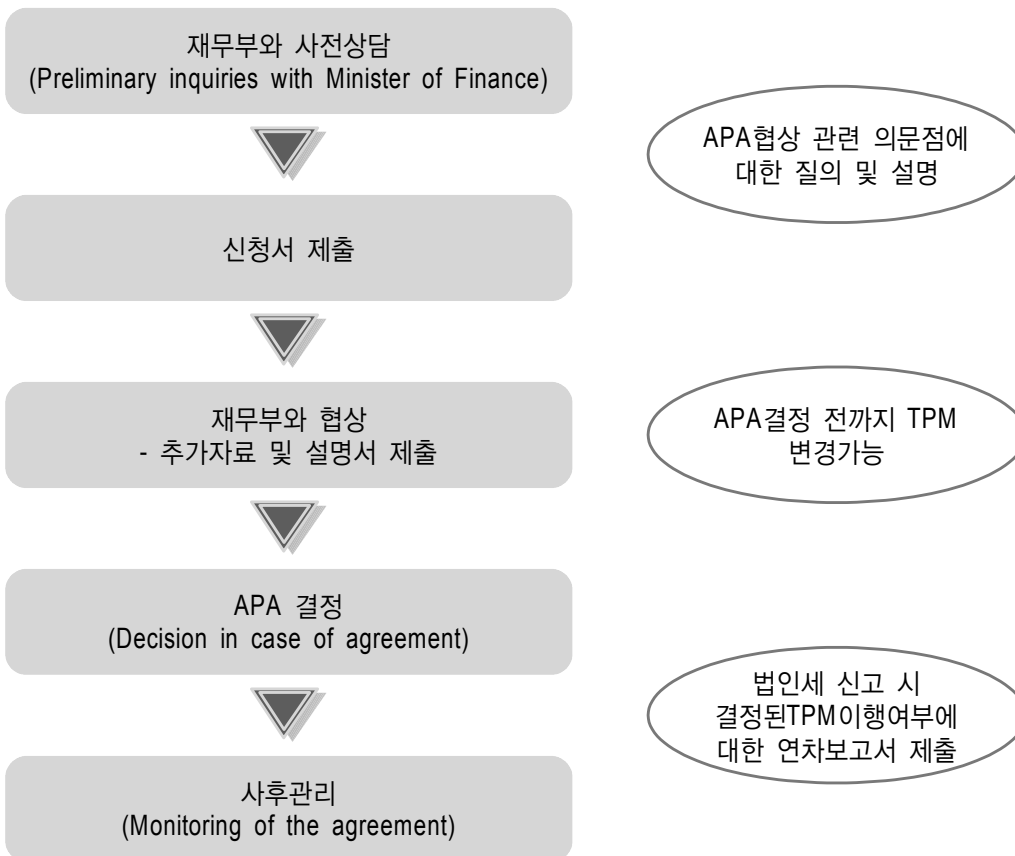 재무부와 사전상담
(Preliminary inquiries with Minister of Finance)
APA협상 관련 의문점에
대한 질의 및 설명
신청서 제출
재무부와 협상
- 추가자료 및 설명서 제출
APA결정 전까지 TPM
변경가능
APA 결정
(Decision in case of agreement)
법인세 신고 시
결정된TPM이행여부에
대한 연차보고서 제출
사후관리
(Monitoring of the agreement)